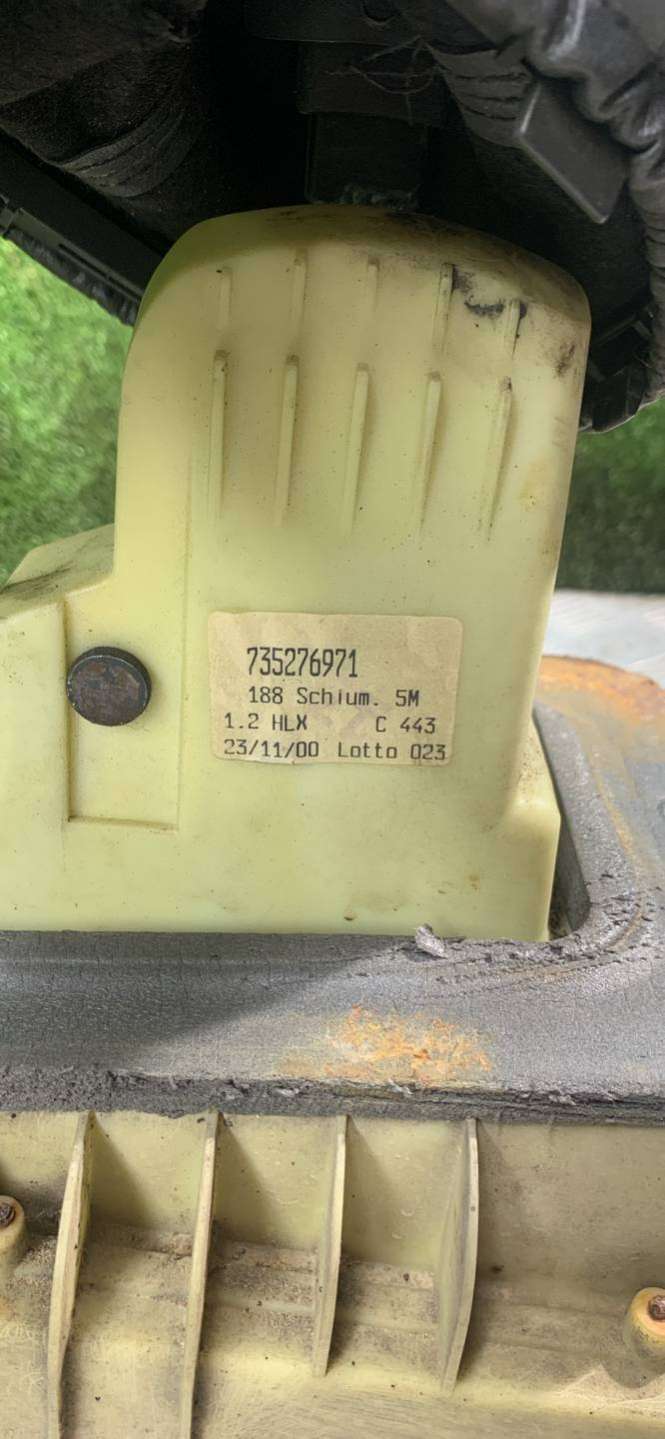 735276971
188 Schium. 5M
1.2 HLX C 443
23/11/00 Lotto 023